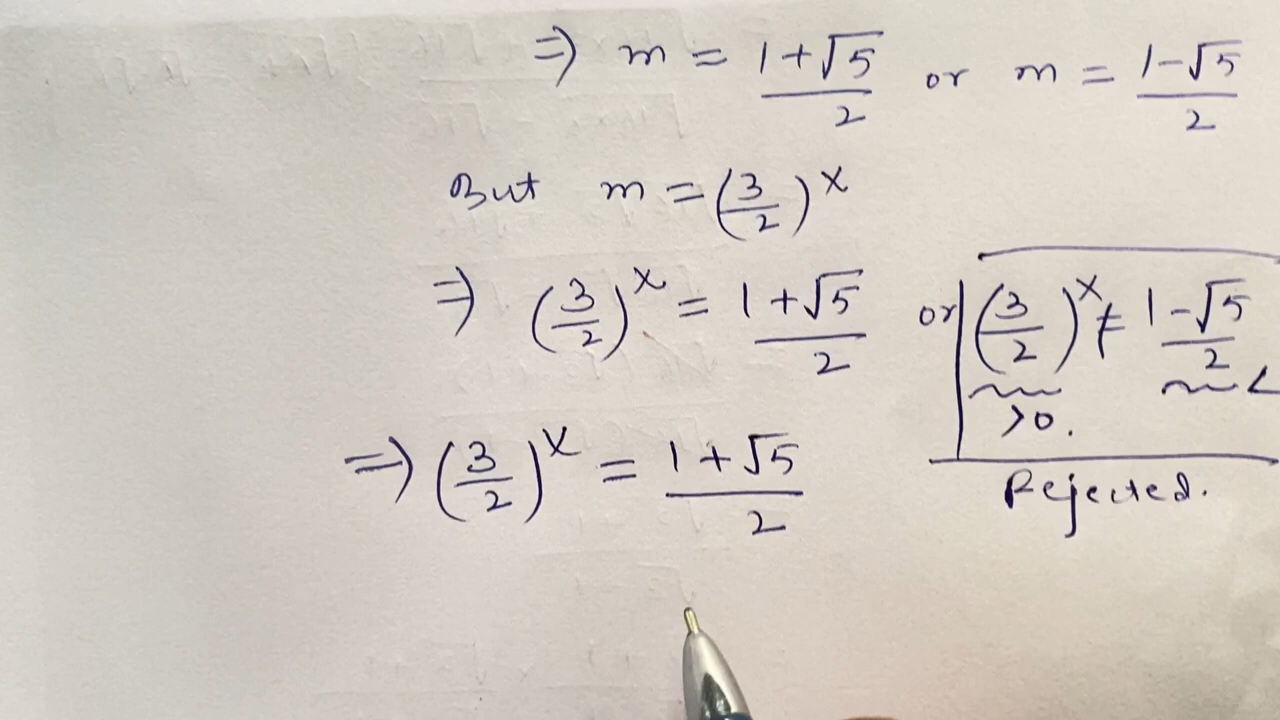 ⇒ m = (1+√5)/2 or m = (1-√5)/2
But m = (3/2)^x
⇒ (3/2)^x = (1+√5)/2 or (3/2)^x ≠ (1-√5)/2
>0. <
⇒ (3/2)^x = (1+√5)/2
Rejected.